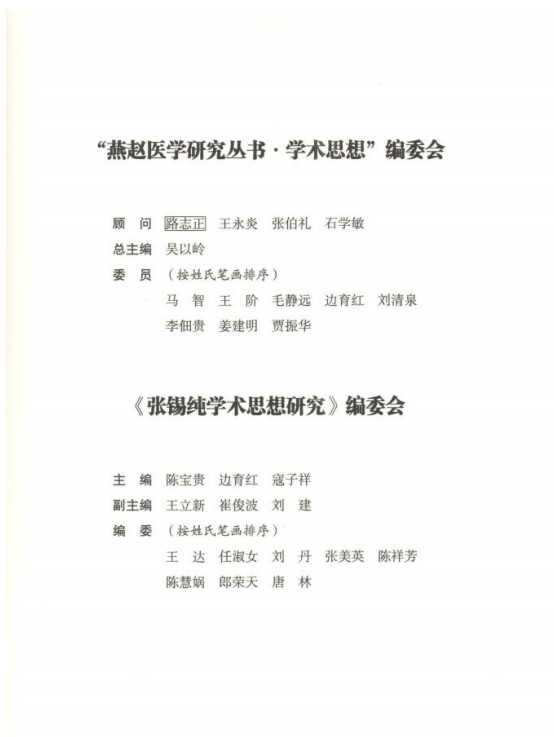 “燕赵医学研究丛书·学术思想”编委会
顾 问 路志正 王永炎 张伯礼 石学敏
总主编 吴以岭
委 员 （按姓氏笔画排序）
马 智 王 阶 毛静远 边育红 刘清泉
李佃贵 姜建明 贾振华
《张锡纯学术思想研究》编委会
主 编 陈宝贵 边育红 寇子祥
副主编 王立新 崔俊波 刘 建
编 委 （按姓氏笔画排序）
王 达 任淑女 刘 丹 张美英 陈祥芳
陈慧娲 郎荣天 唐 林